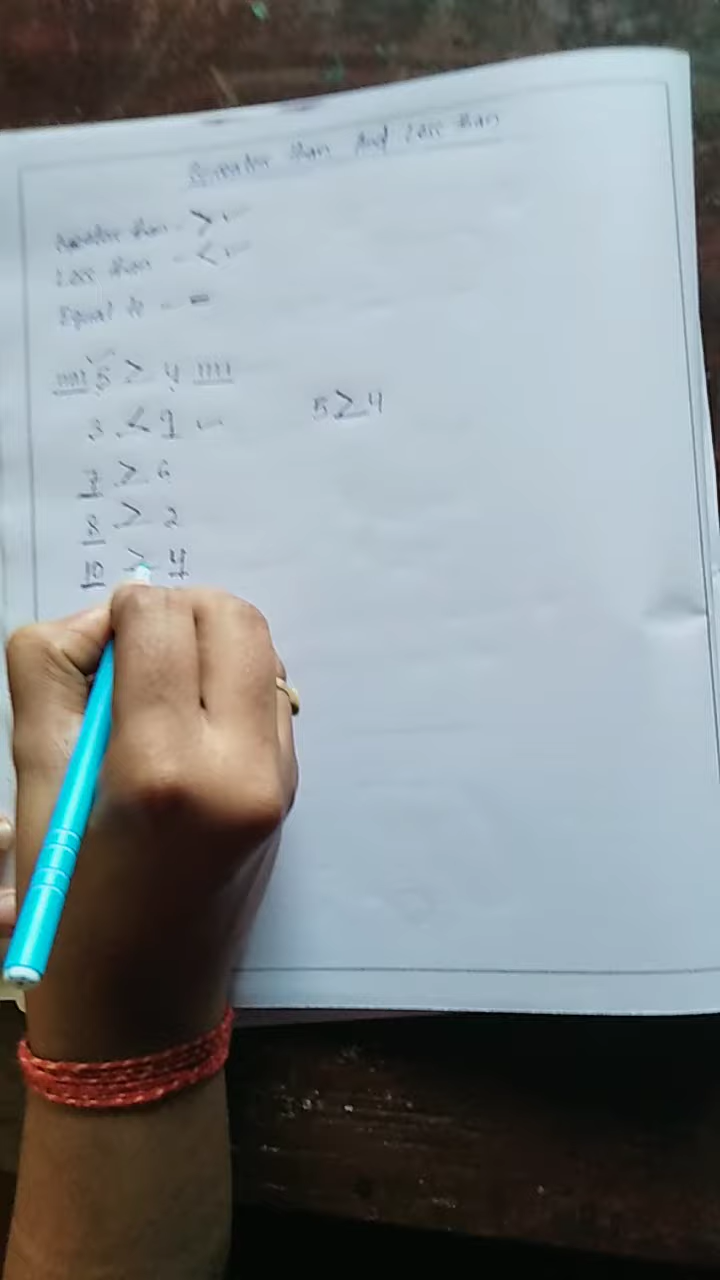 Greater than And Less than
Greater than - > ✓
Less than - < ✓
Equal to - =
5 > 4
5 > 4
3 < 9 ✓
7 > 6
8 > 2
10 > 4